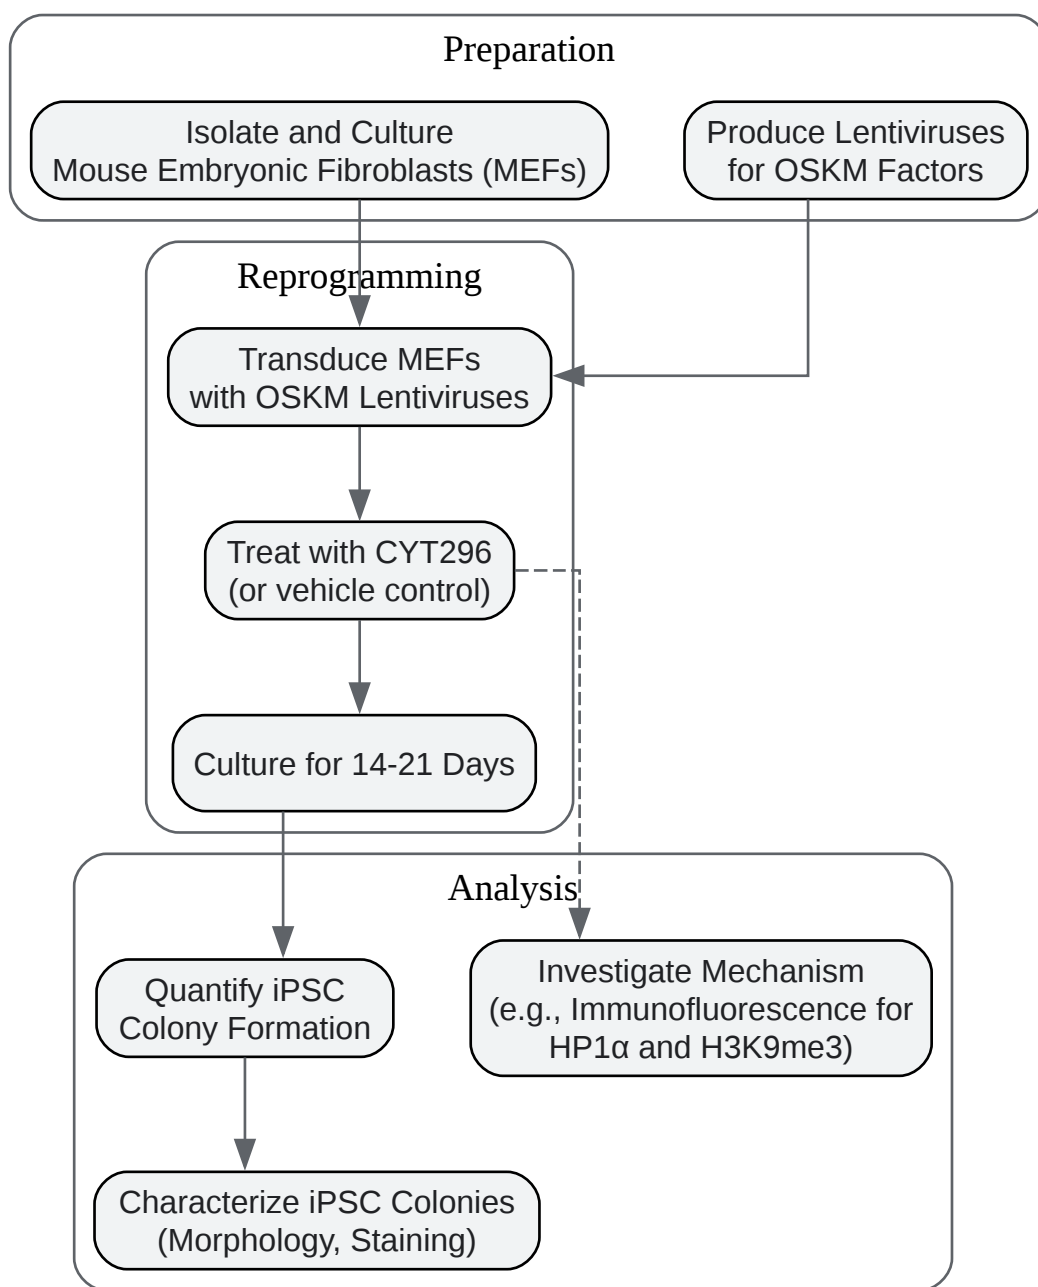 Preparation
Isolate and Culture
Mouse Embryonic Fibroblasts (MEFs)
Produce Lentiviruses
for OSKM Factors
Reprogramming
Transduce MEFs
with OSKM Lentiviruses
Treat with CYT296
(or vehicle control)
Culture for 14-21 Days
Analysis
Quantify iPSC
Colony Formation
Investigate Mechanism
(e.g., Immunofluorescence for
HP1α and H3K9me3)
Characterize iPSC Colonies
(Morphology, Staining)